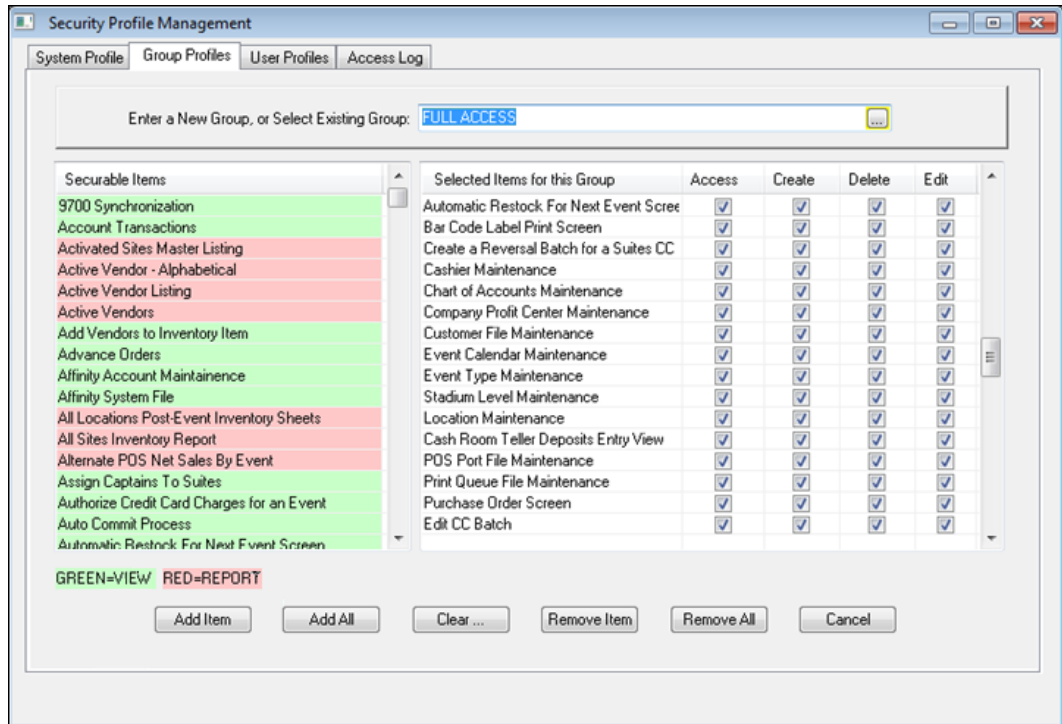 Security Profile Management
System Profile Group Profiles User Profiles Access Log
Enter a New Group, or Select Existing Group: FULL ACCESS ...
Securable Items
9700 Synchronization
Account Transactions
Activated Sites Master Listing
Active Vendor - Alphabetical
Active Vendor Listing
Active Vendors
Add Vendors to Inventory Item
Advance Orders
Affinity Account Maintainence
Affinity System File
All Locations Post-Event Inventory Sheets
All Sites Inventory Report
Alternate POS Net Sales By Event
Assign Captains To Suites
Authorize Credit Card Charges for an Event
Auto Commit Process
Automatic Restock For Next Event Screen
Selected Items for this Group Access Create Delete Edit
Automatic Restock For Next Event Scree
Bar Code Label Print Screen
Create a Reversal Batch for a Suites CC
Cashier Maintenance
Chart of Accounts Maintenance
Company Profit Center Maintenance
Customer File Maintenance
Event Calendar Maintenance
Event Type Maintenance
Stadium Level Maintenance
Location Maintenance
Cash Room Teller Deposits Entry View
POS Port File Maintenance
Print Queue File Maintenance
Purchase Order Screen
Edit CC Batch
GREEN=VIEW RED=REPORT
Add Item Add All Clear ... Remove Item Remove All Cancel